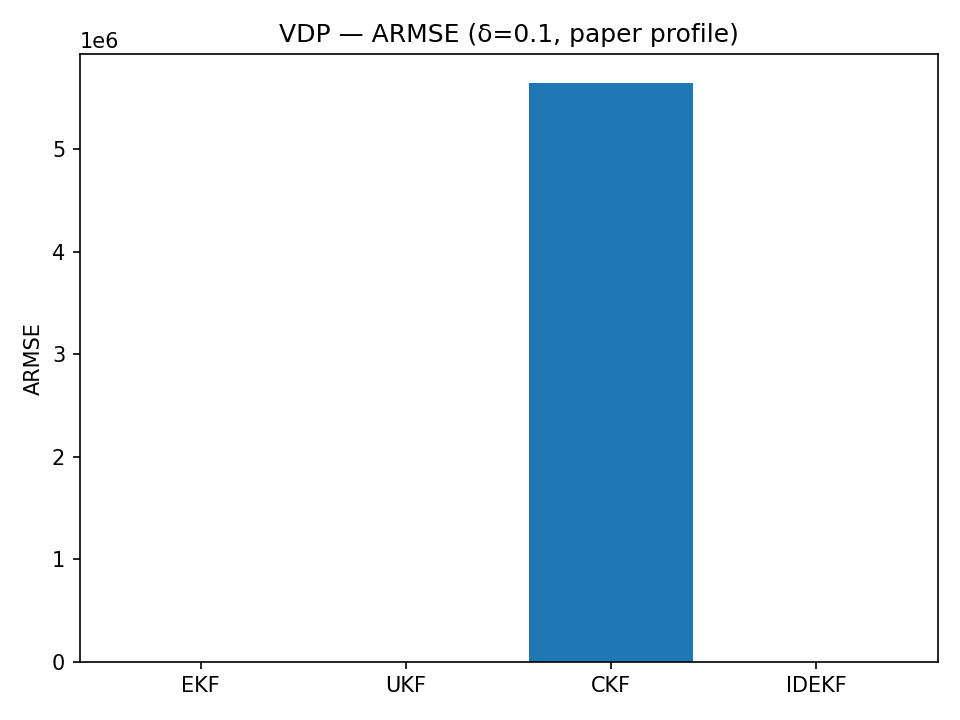 VDP — ARMSE (δ=0.1, paper profile)
1e6
ARMSE
5
4
3
2
1
0
EKF UKF CKF IDEKF